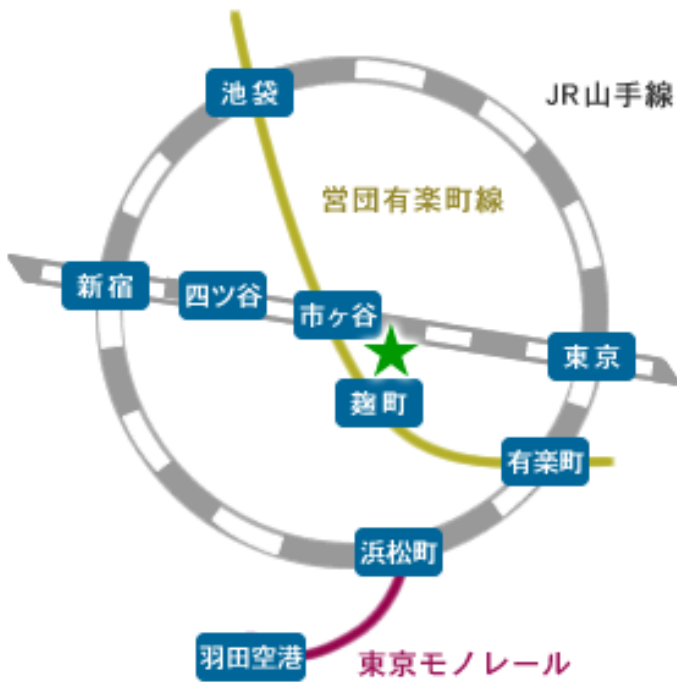 池袋
JR山手線
営団有楽町線
新宿
四ツ谷
市ヶ谷
東京
麹町
有楽町
浜松町
羽田空港
東京モノレール